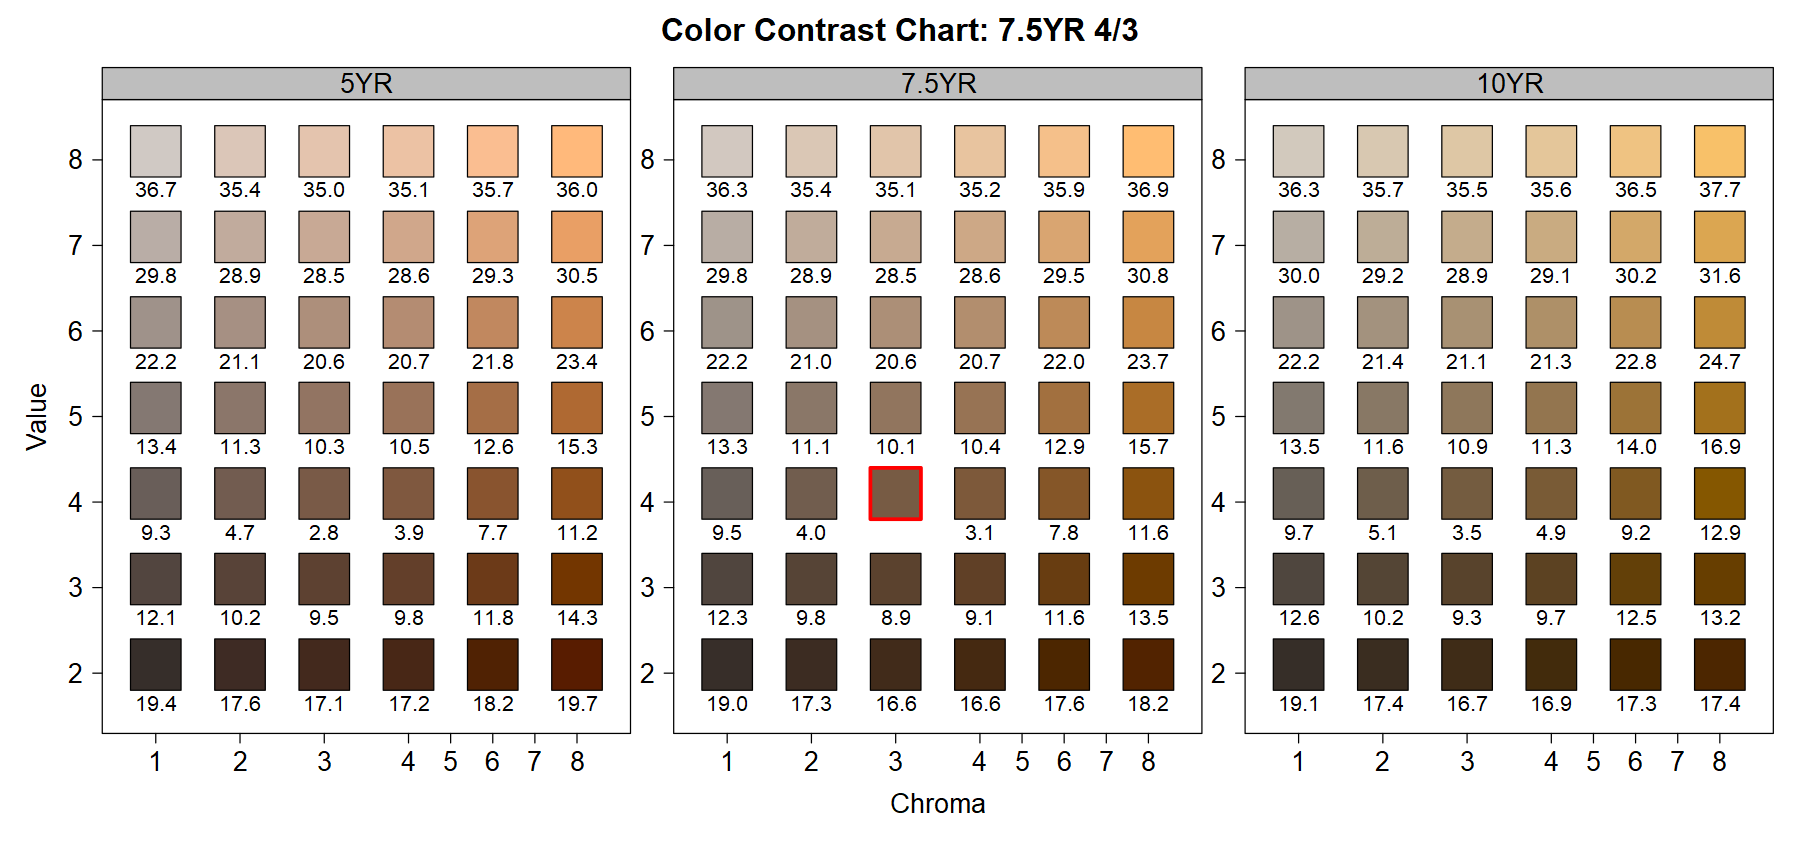 Color Contrast Chart: 7.5YR 4/3
5YR 7.5YR 10YR
8 8 8
36.7 35.4 35.0 35.1 35.7 36.0 36.3 35.4 35.1 35.2 35.9 36.9 36.3 35.7 35.5 35.6 36.5 37.7
7 7 7
29.8 28.9 28.5 28.6 29.3 30.5 29.8 28.9 28.5 28.6 29.5 30.8 30.0 29.2 28.9 29.1 30.2 31.6
6 6 6
22.2 21.1 20.6 20.7 21.8 23.4 22.2 21.0 20.6 20.7 22.0 23.7 22.2 21.4 21.1 21.3 22.8 24.7
Value
5 5 5
13.4 11.3 10.3 10.5 12.6 15.3 13.3 11.1 10.1 10.4 12.9 15.7 13.5 11.6 10.9 11.3 14.0 16.9
4 4 4
9.3 4.7 2.8 3.9 7.7 11.2 9.5 4.0 3.1 7.8 11.6 9.7 5.1 3.5 4.9 9.2 12.9
3 3 3
12.1 10.2 9.5 9.8 11.8 14.3 12.3 9.8 8.9 9.1 11.6 13.5 12.6 10.2 9.3 9.7 12.5 13.2
2 2 2
19.4 17.6 17.1 17.2 18.2 19.7 19.0 17.3 16.6 16.6 17.6 18.2 19.1 17.4 16.7 16.9 17.3 17.4
1 2 3 4 5 6 7 8 1 2 3 4 5 6 7 8 1 2 3 4 5 6 7 8
Chroma